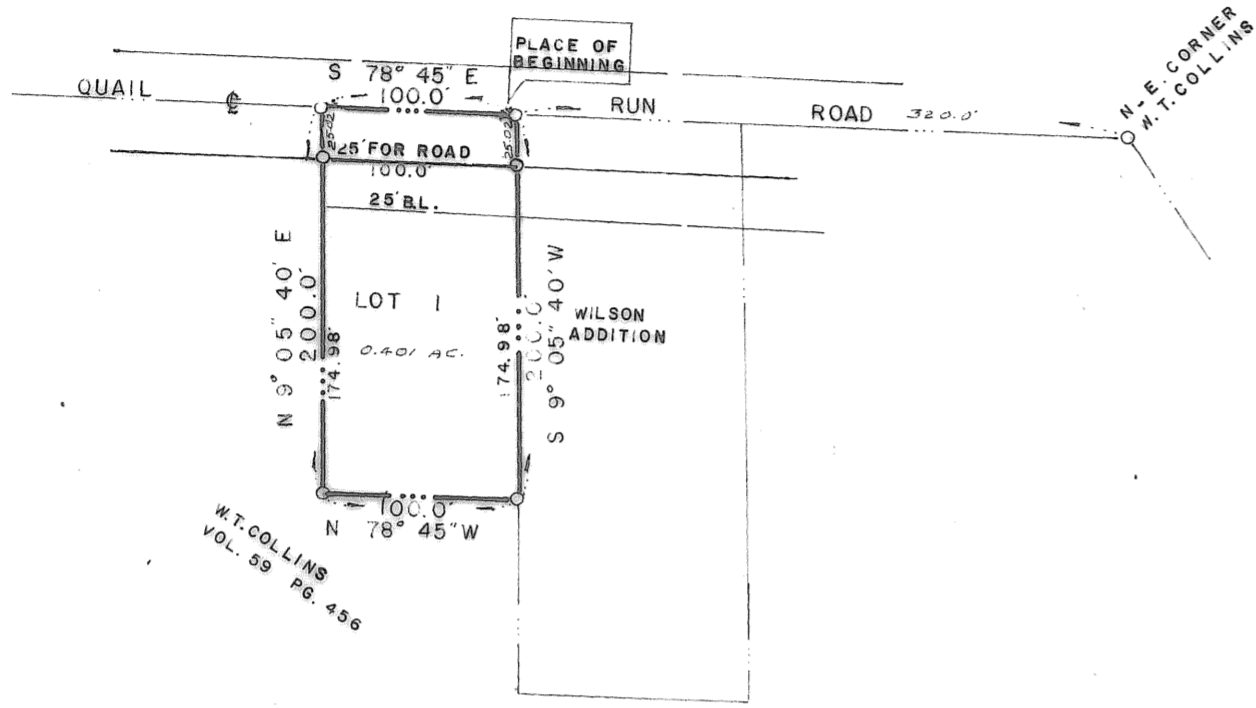 PLACE OF
BEGINNING
N-E. CORNER
W. T. COLLINS
S 78° 45" E
100.0'
QUAIL ℄ RUN ROAD 320.0'
25.02' 25.02'
25' FOR ROAD
100.0'
25' B.L.
N 9° 05" 40' E
200.0'
174.98'
LOT 1
0.401 AC.
174.98'
200.0'
S 9° 05" 40' W
WILSON
ADDITION
100.0'
N 78° 45" W
W.T. COLLINS
VOL. 59 PG. 456